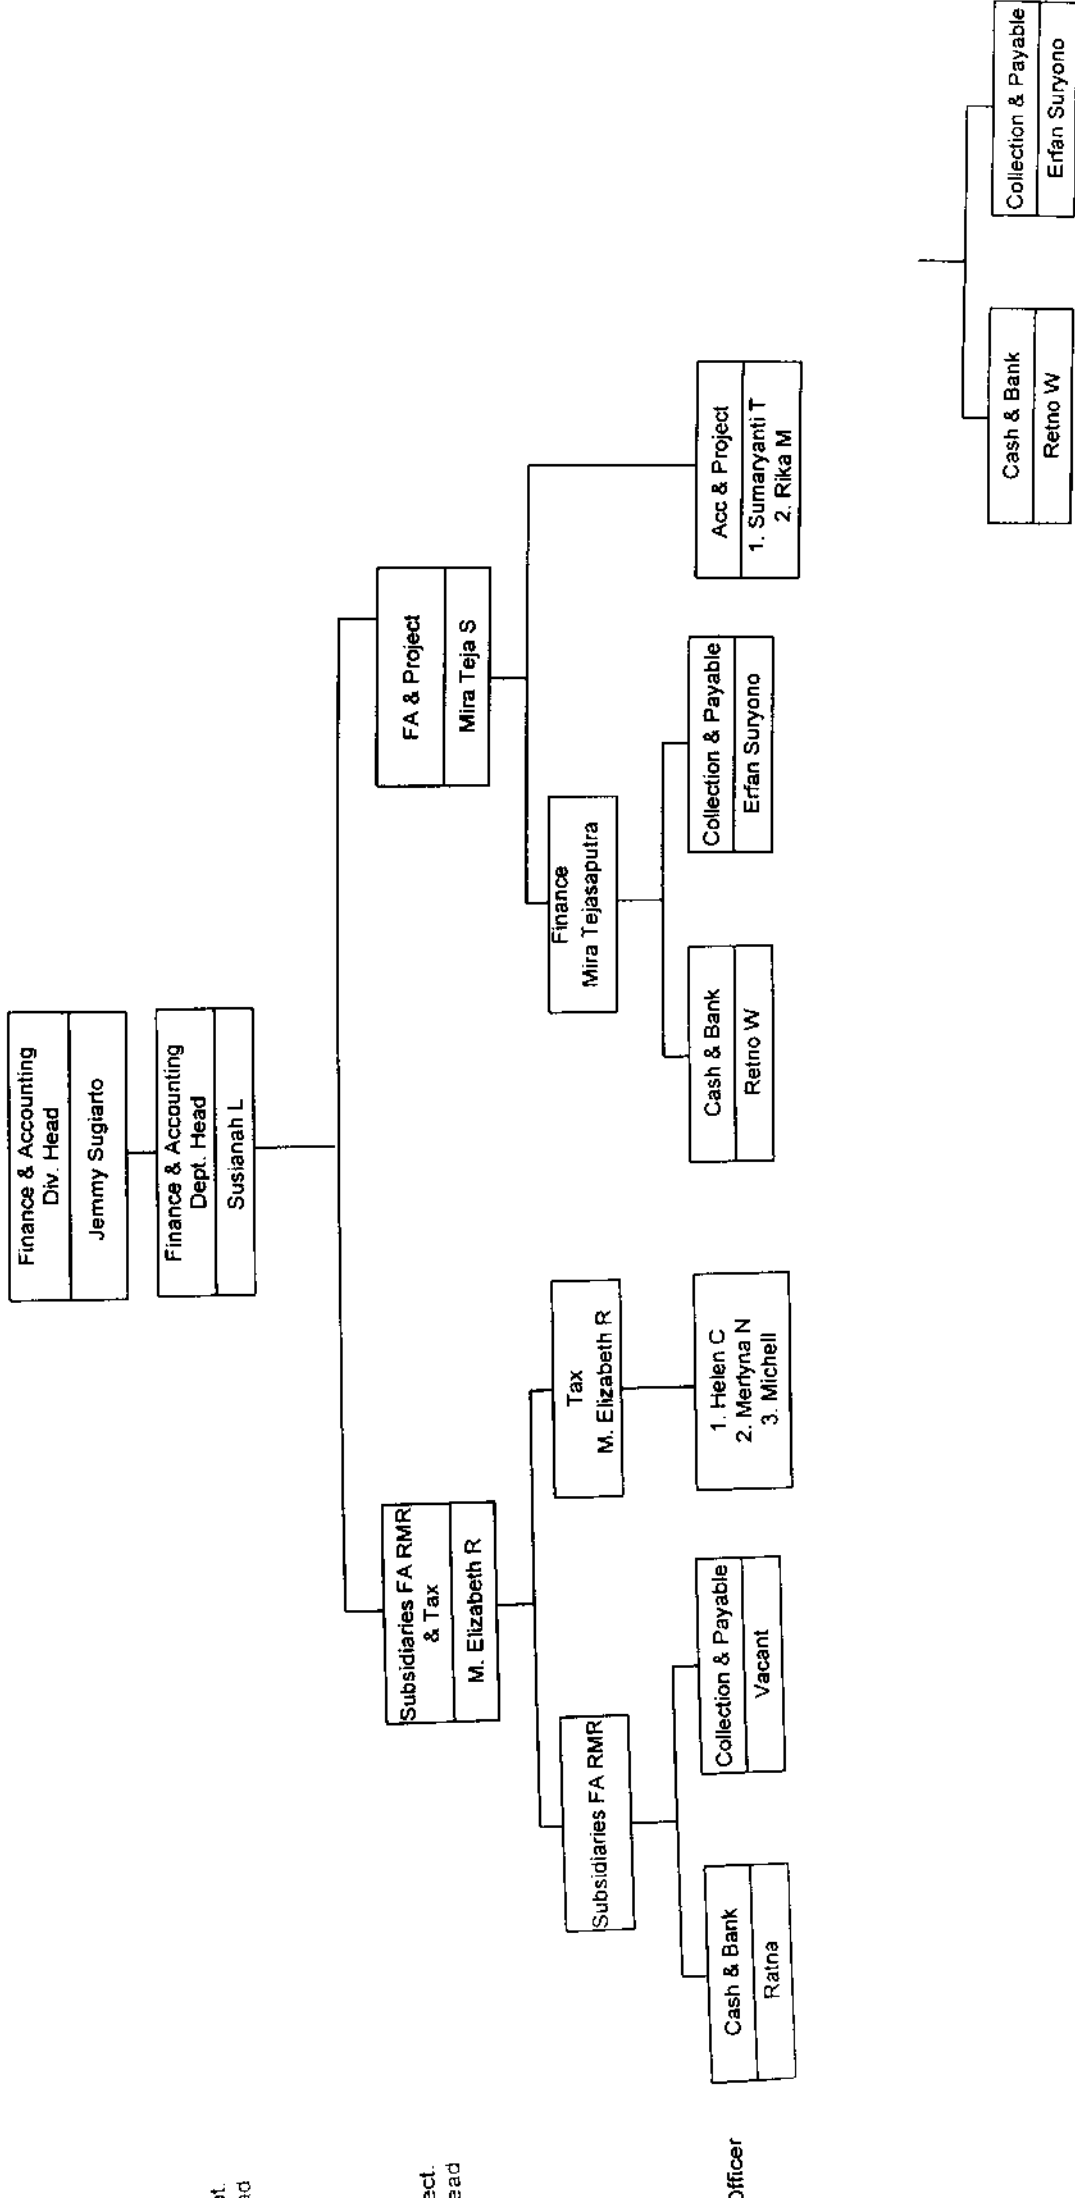 Finance & Accounting
Div. Head
Jemmy Sugiarto
Finance & Accounting
Dept. Head
Susianah L
Subsidiaries FA RMR
& Tax
M. Elizabeth R
FA & Project
Mira Teja S
Subsidiaries FA RMR
Tax
M. Elizabeth R
Finance
Mira Tejasaputra
Officer
Cash & Bank
Ratna
Collection & Payable
Vacant
1. Helen C
2. Merlyna N
3. Michell
Cash & Bank
Retno W
Collection & Payable
Erfan Suryono
Acc & Project
1. Sumaryanti T
2. Rika M
Cash & Bank
Retno W
Collection & Payable
Erfan Suryono